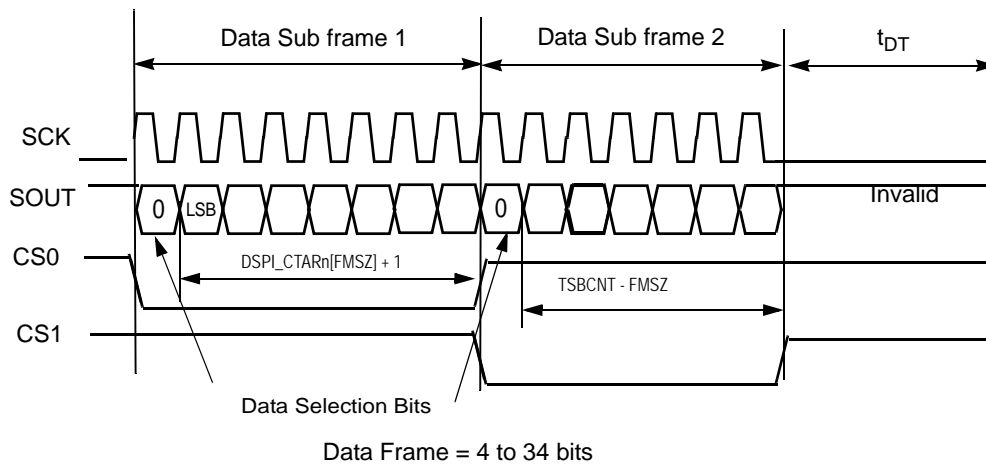 Data Sub frame 1
Data Sub frame 2
tDT
SCK
SOUT
0
LSB
0
Invalid
CS0
DSPI_CTARn[FMSZ] + 1
TSBCNT - FMSZ
CS1
Data Selection Bits
Data Frame = 4 to 34 bits